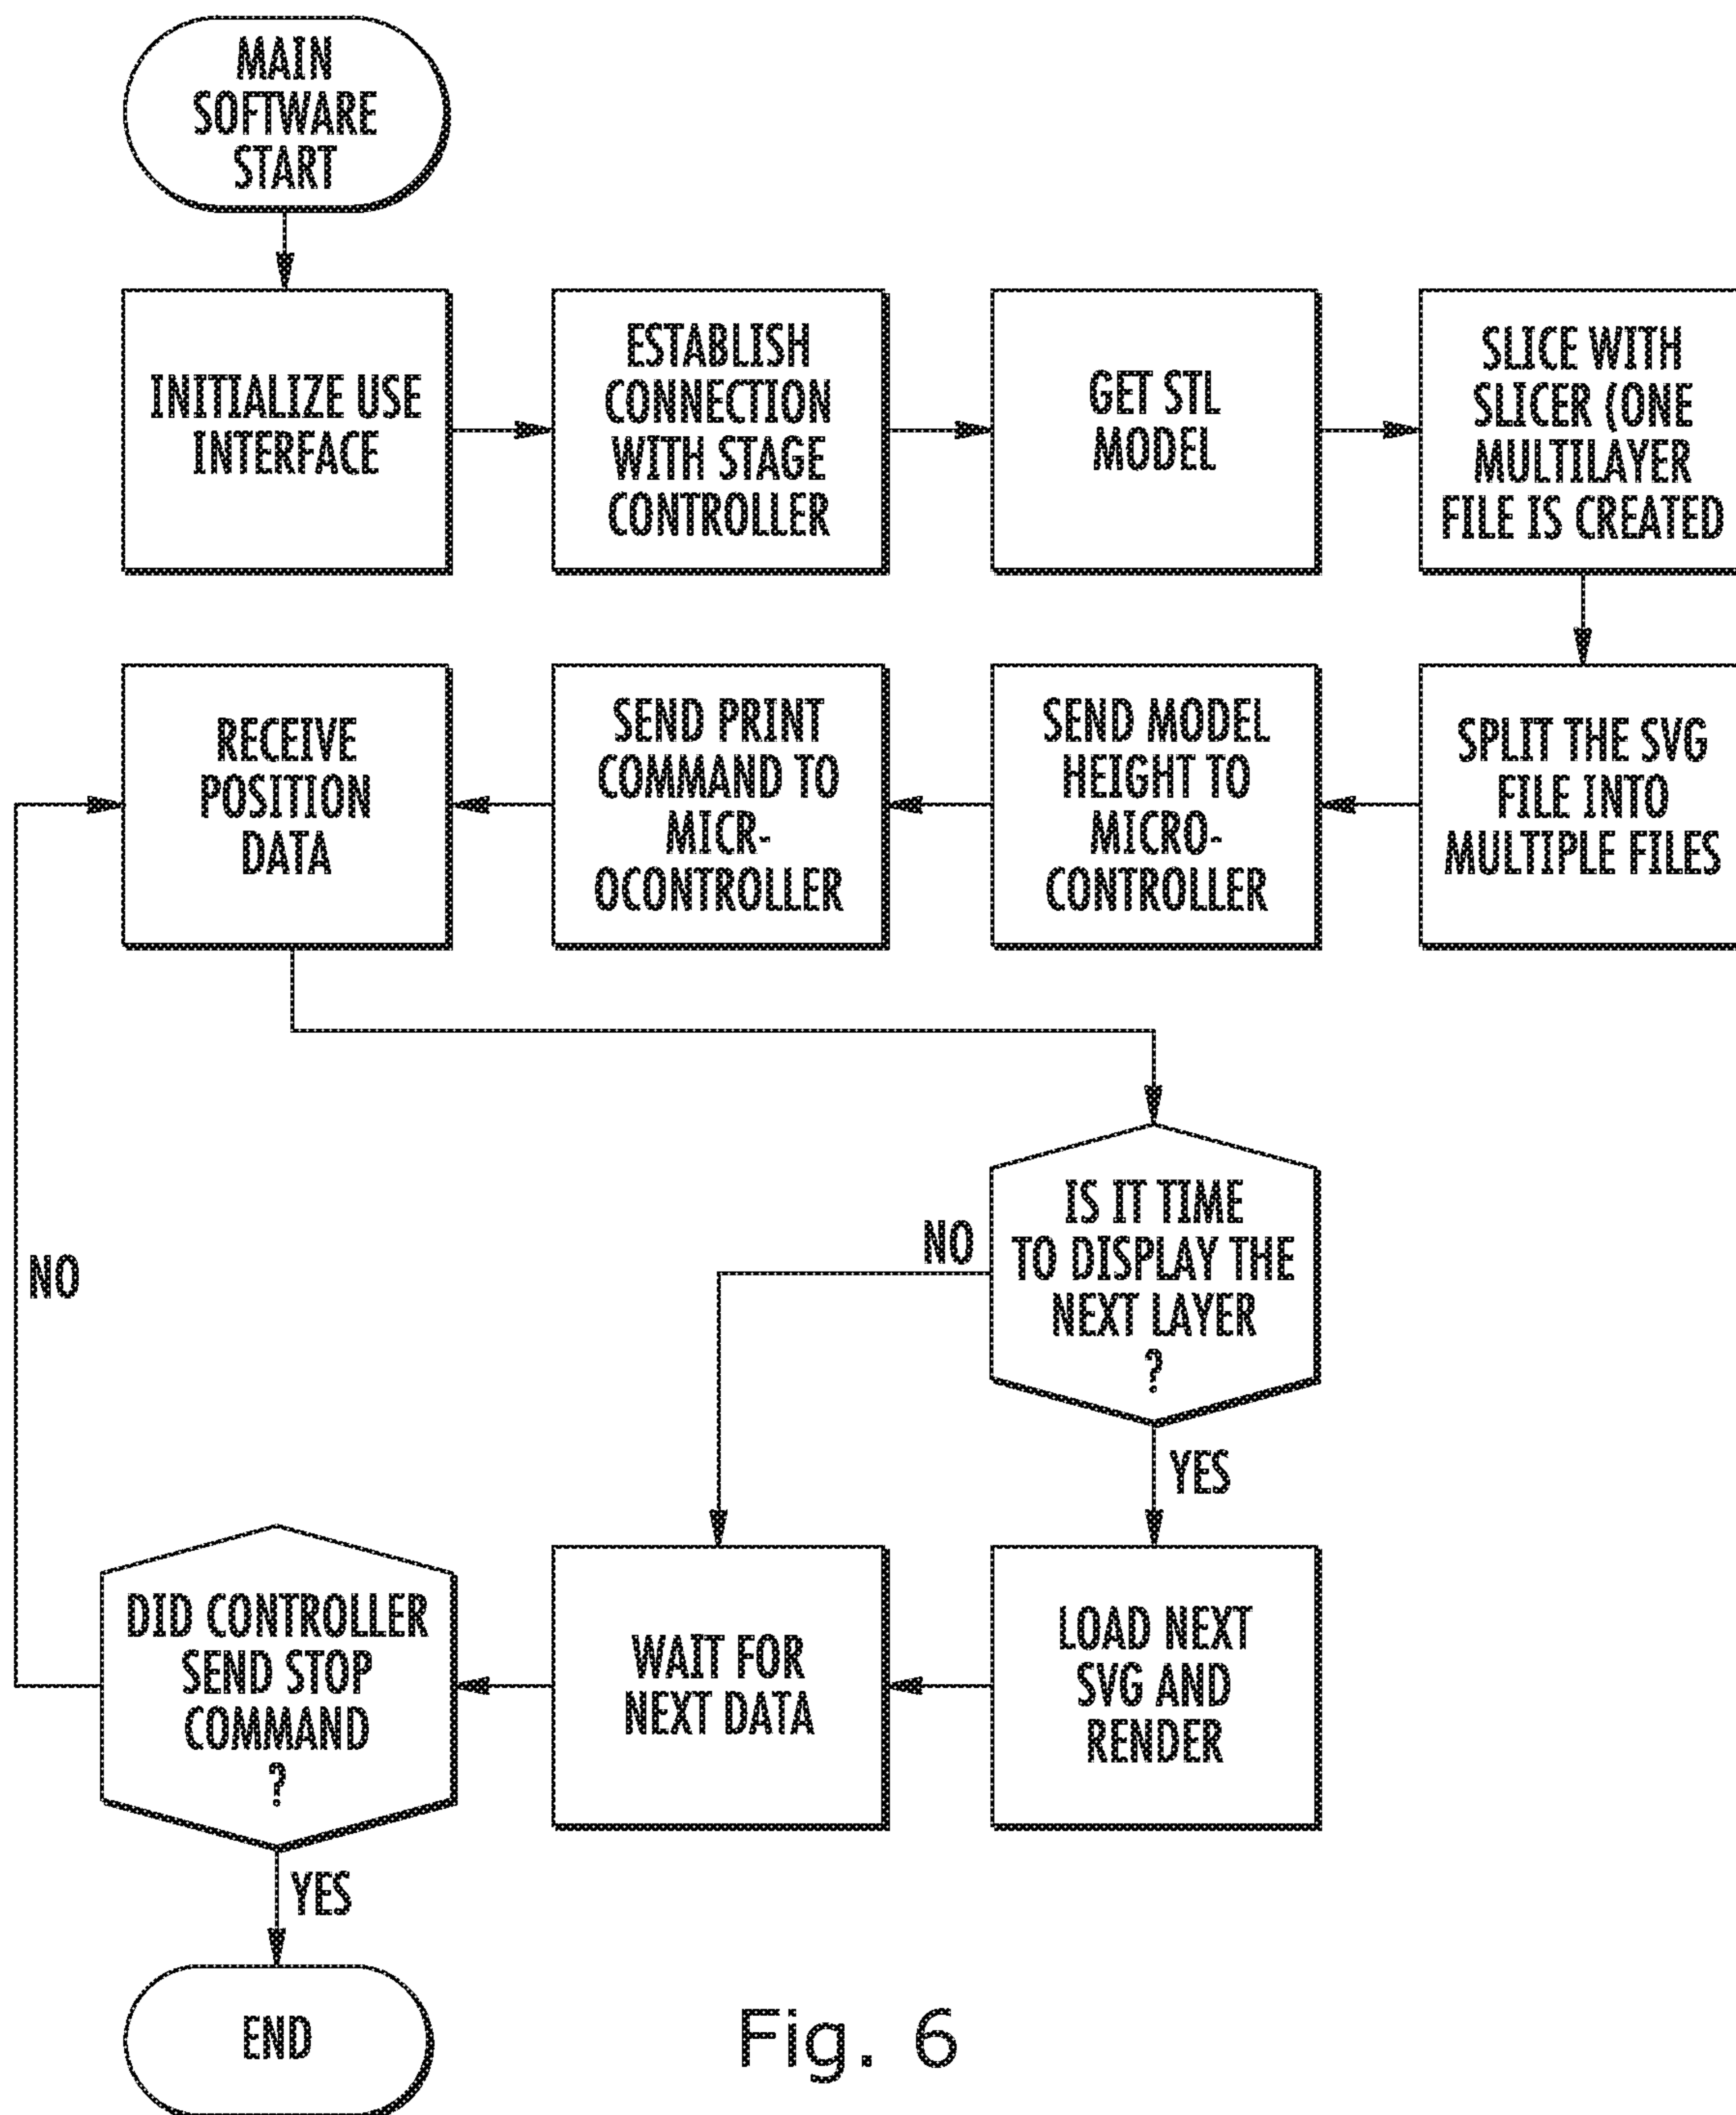 MAIN
SOFTWARE
START
INITIALIZE USE
INTERFACE
ESTABLISH
CONNECTION
WITH STAGE
CONTROLLER
GET STL
MODEL
SLICE WITH
SLICER (ONE
MULTILAYER
FILE IS CREATED
SPLIT THE SVG
FILE INTO
MULTIPLE FILES
SEND MODEL
HEIGHT TO
MICRO-
CONTROLLER
SEND PRINT
COMMAND TO
MICR-
OCONTROLLER
RECEIVE
POSITION
DATA
IS IT TIME
TO DISPLAY THE
NEXT LAYER
?
NO
YES
LOAD NEXT
SVG AND
RENDER
WAIT FOR
NEXT DATA
DID CONTROLLER
SEND STOP
COMMAND
?
NO
YES
END
Fig. 6